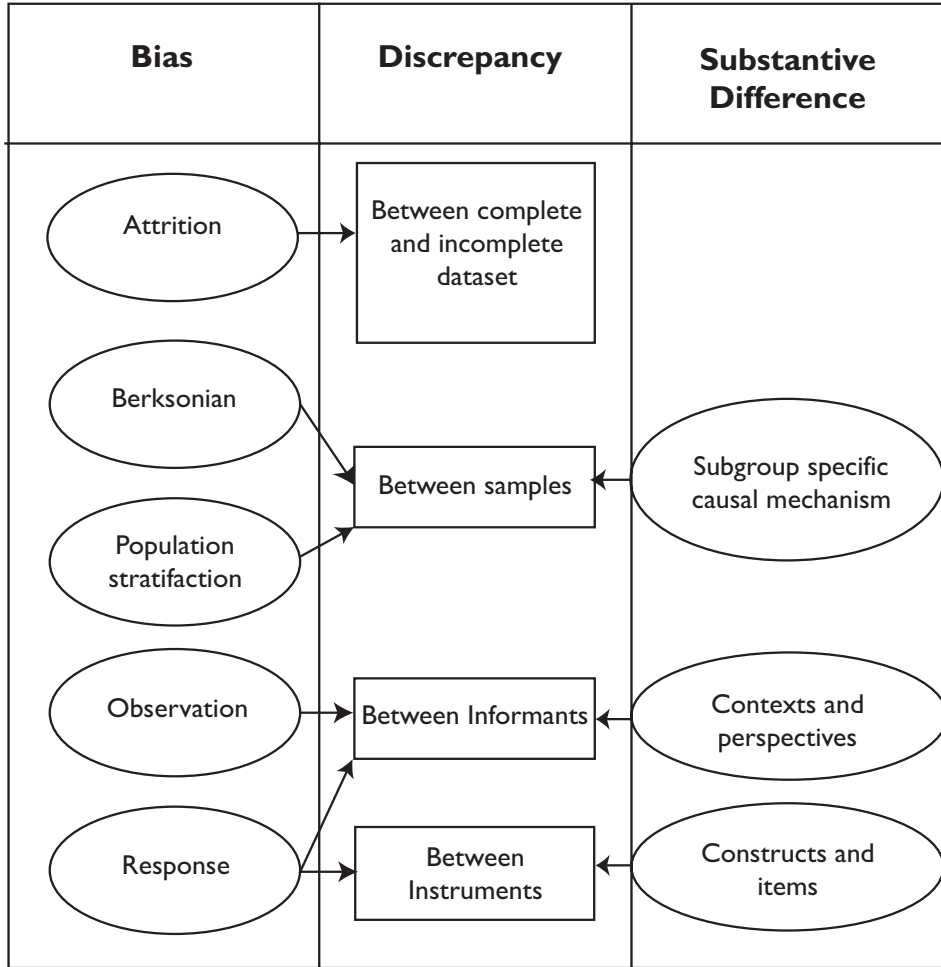 Bias
Discrepancy
Substantive
Difference
Attrition
Between complete
and incomplete
dataset
Berksonian
Between samples
Subgroup specific
causal mechanism
Population
stratifaction
Observation
Between Informants
Contexts and
perspectives
Response
Between
Instruments
Constructs and
items